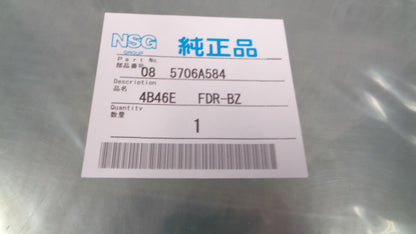 NSG 純正品
GROUP
Part No
部品番号 08 5706A584
Description
品名 4B46E FDR-BZ
Quantity
数量 1